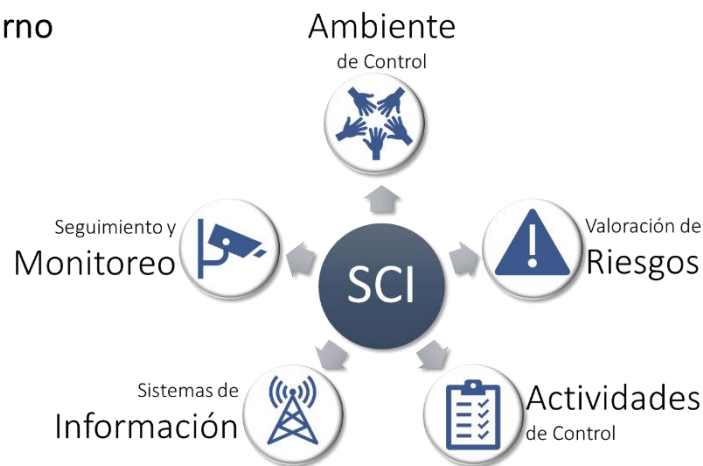 rno
Ambiente
de Control
Seguimiento y
Monitoreo
Valoración de
Riesgos
SCI
Sistemas de
Información
Actividades
de Control